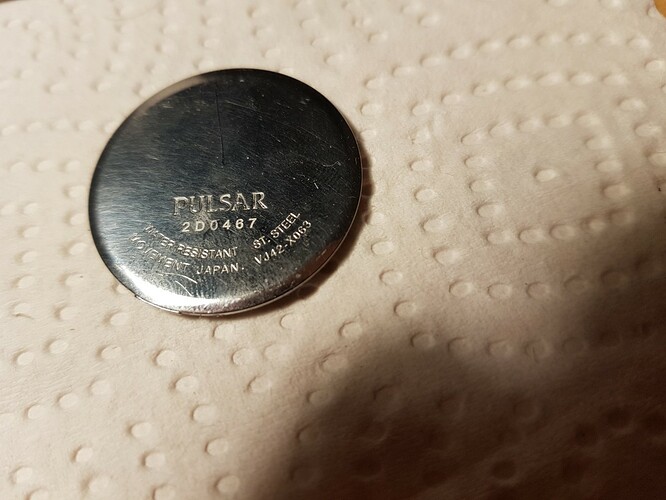 PULSAR
2D0467
WATER RESISTANT ST. STEEL
MOVEMENT JAPAN. VJ42-X063